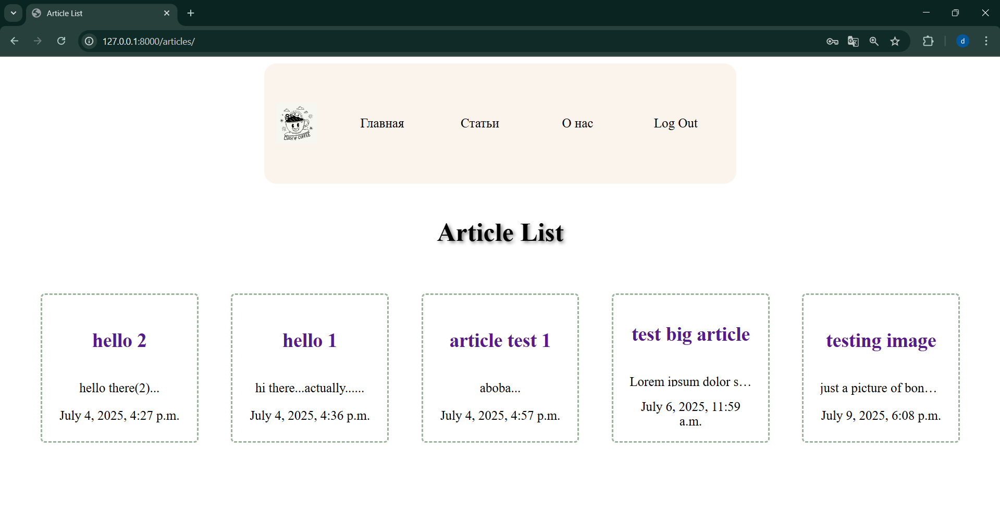 Article List
127.0.0.1:8000/articles/
d
DAY of COFFEE
Главная
Статьи
О нас
Log Out
Article List
hello 2
hello there(2)...
July 4, 2025, 4:27 p.m.
hello 1
hi there...actually......
July 4, 2025, 4:36 p.m.
article test 1
aboba...
July 4, 2025, 4:57 p.m.
test big article
Lorem ipsum dolor s...
July 6, 2025, 11:59
a.m.
testing image
just a picture of bon...
July 9, 2025, 6:08 p.m.